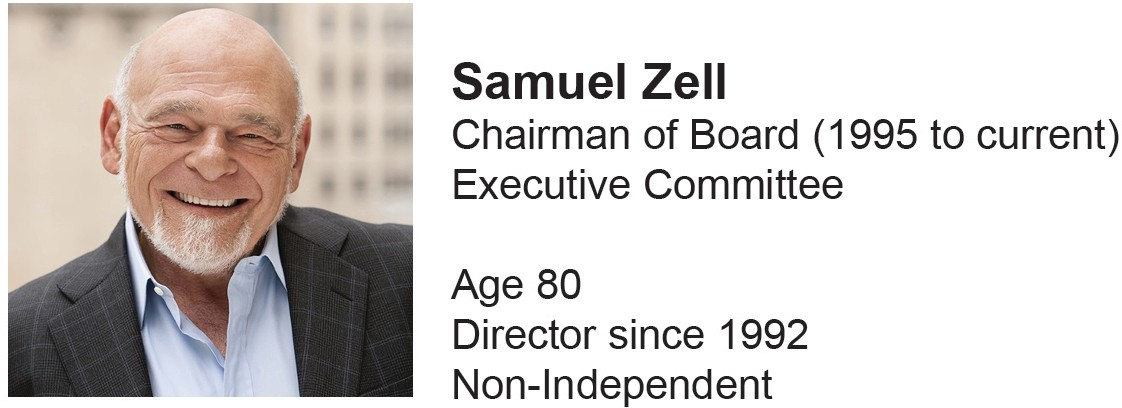 Samuel Zell
Chairman of Board (1995 to current)
Executive Committee
Age 80
Director since 1992
Non-Independent